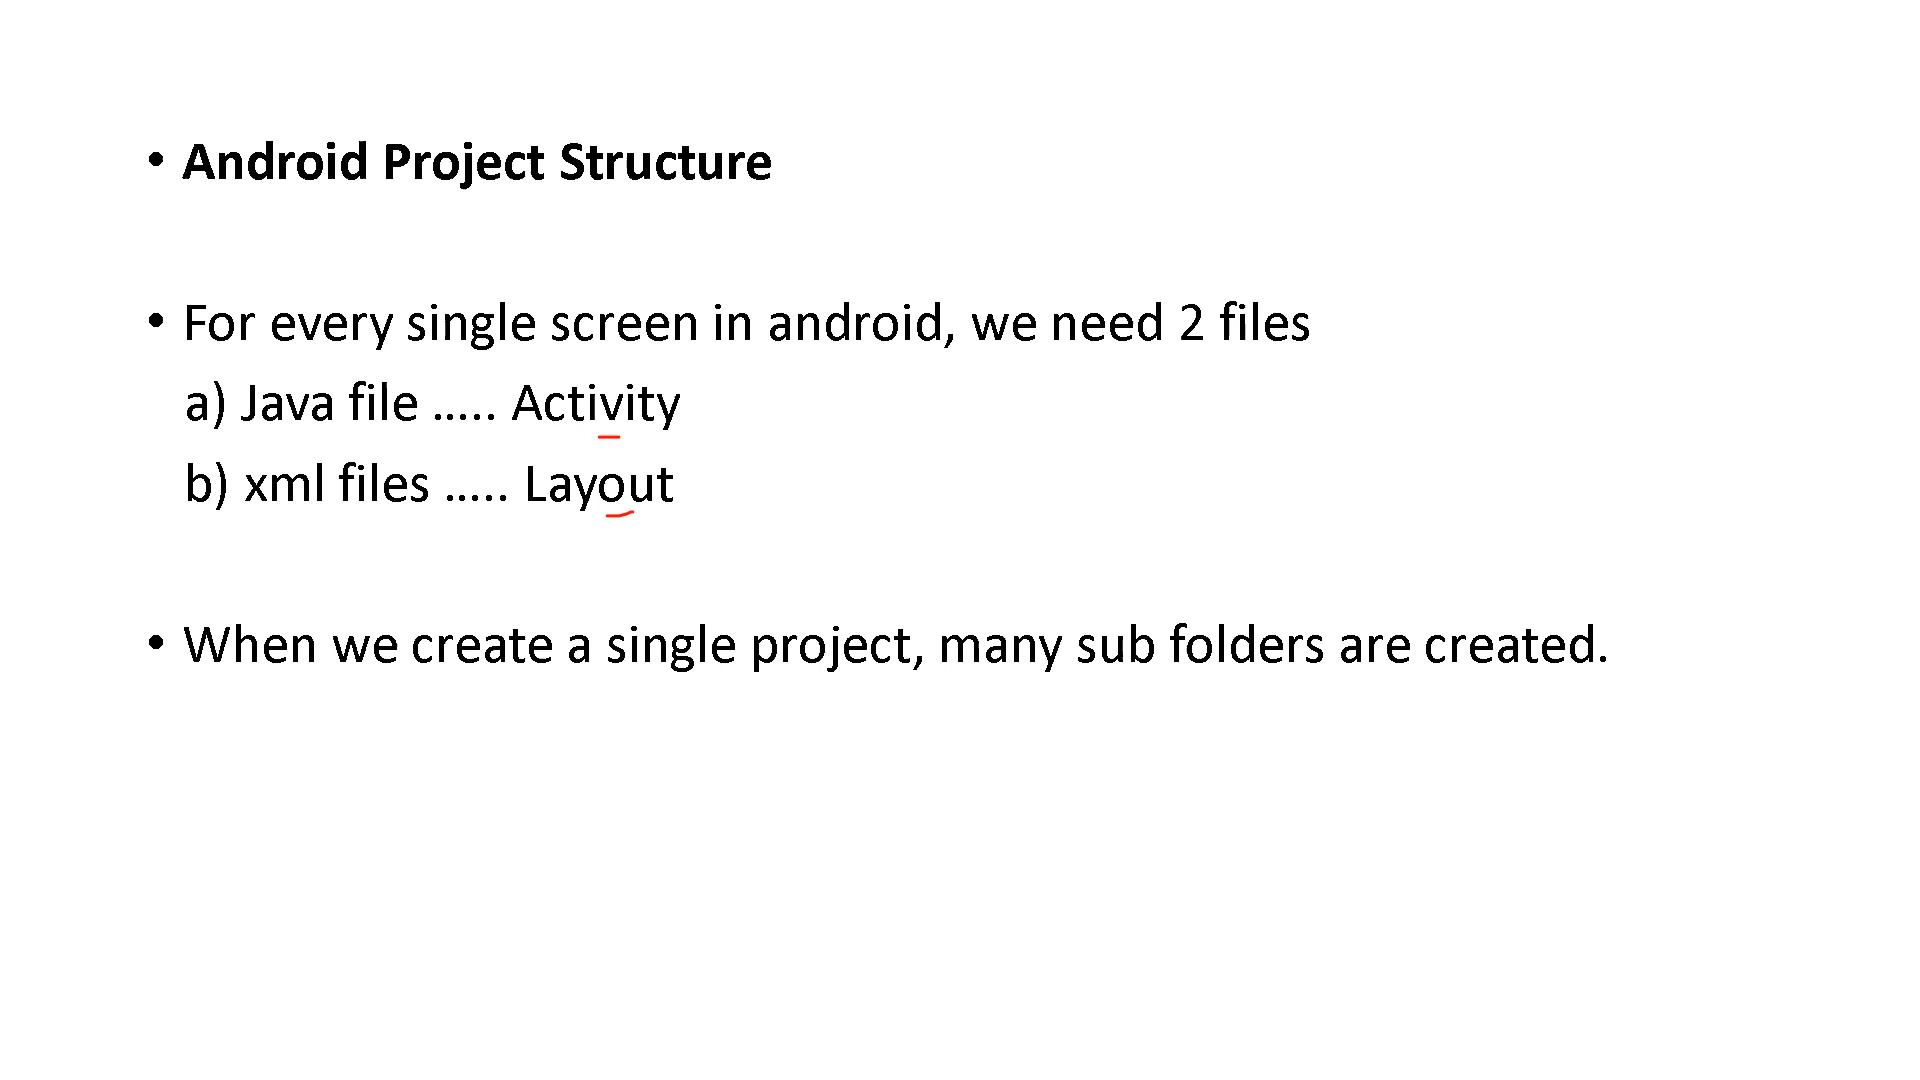 • Android Project Structure
• For every single screen in android, we need 2 files
a) Java file ….. Activity
b) xml files ….. Layout
• When we create a single project, many sub folders are created.